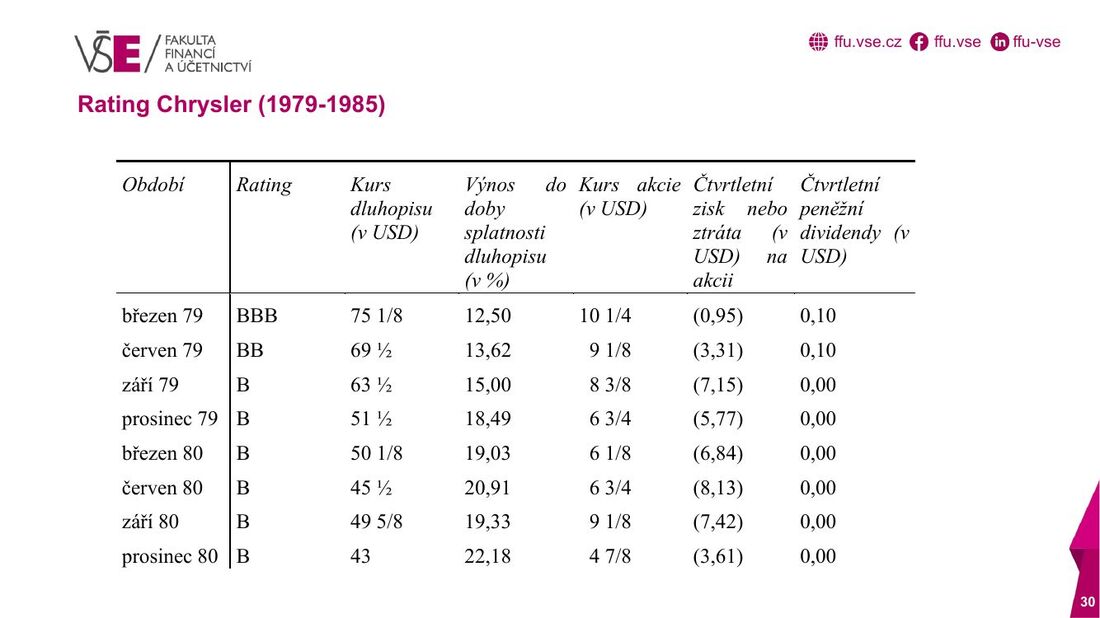 VŠE / FAKULTA
FINANCÍ
A ÚČETNICTVÍ
ffu.vse.cz ffu.vse ffu-vse
Rating Chrysler (1979-1985)
Období Rating Kurs dluhopisu (v USD) Výnos do doby splatnosti dluhopisu (v %) Kurs akcie (v USD) Čtvrtletní zisk nebo ztráta (v USD) na akcii Čtvrtletní peněžní dividendy (v USD)
březen 79 BBB 75 1/8 12,50 10 1/4 (0,95) 0,10
červen 79 BB 69 ½ 13,62 9 1/8 (3,31) 0,10
září 79 B 63 ½ 15,00 8 3/8 (7,15) 0,00
prosinec 79 B 51 ½ 18,49 6 3/4 (5,77) 0,00
březen 80 B 50 1/8 19,03 6 1/8 (6,84) 0,00
červen 80 B 45 ½ 20,91 6 3/4 (8,13) 0,00
září 80 B 49 5/8 19,33 9 1/8 (7,42) 0,00
prosinec 80 B 43 22,18 4 7/8 (3,61) 0,00
30